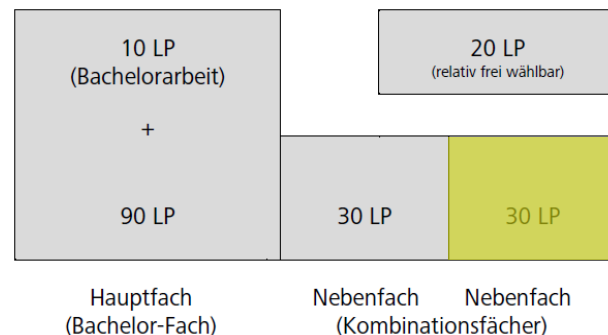 10 LP
(Bachelorarbeit)
+
90 LP
20 LP
(relativ frei wählbar)
30 LP
30 LP
Hauptfach
(Bachelor-Fach)
Nebenfach Nebenfach
(Kombinationsfächer)